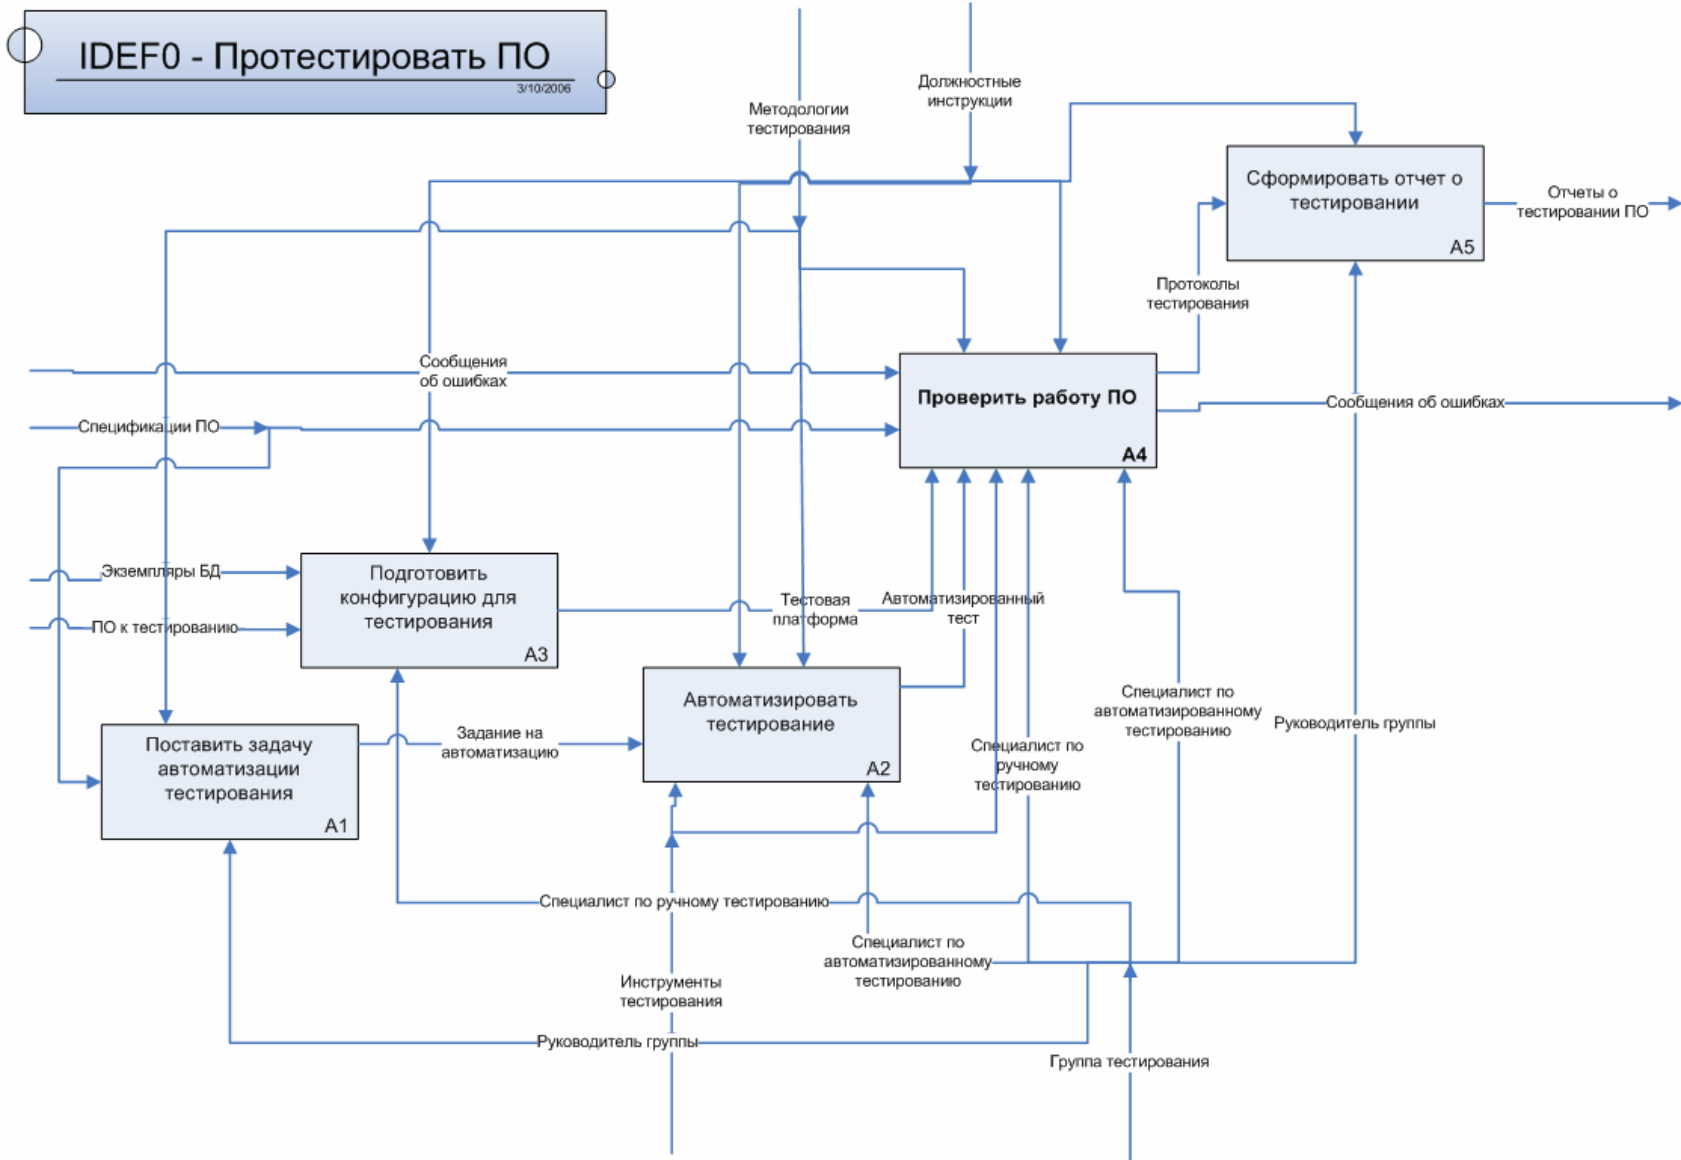 IDEF0 - Протестировать ПО
3/10/2006
Должностные
инструкции
Методологии
тестирования
Сформировать отчет о
тестировании
A5
Отчеты о
тестировании ПО
Протоколы
тестирования
Сообщения
об ошибках
Проверить работу ПО
A4
Сообщения об ошибках
Спецификации ПО
Экземпляры БД
ПО к тестированию
Подготовить
конфигурацию для
тестирования
A3
Тестовая
платформа
Автоматизированный
тест
Автоматизировать
тестирование
A2
Специалист по
автоматизированному
тестированию
Руководитель группы
Поставить задачу
автоматизации
тестирования
A1
Задание на
автоматизацию
Специалист по
ручному
тестированию
Специалист по ручному тестированию
Специалист по
автоматизированному
тестированию
Инструменты
тестирования
Руководитель группы
Группа тестирования